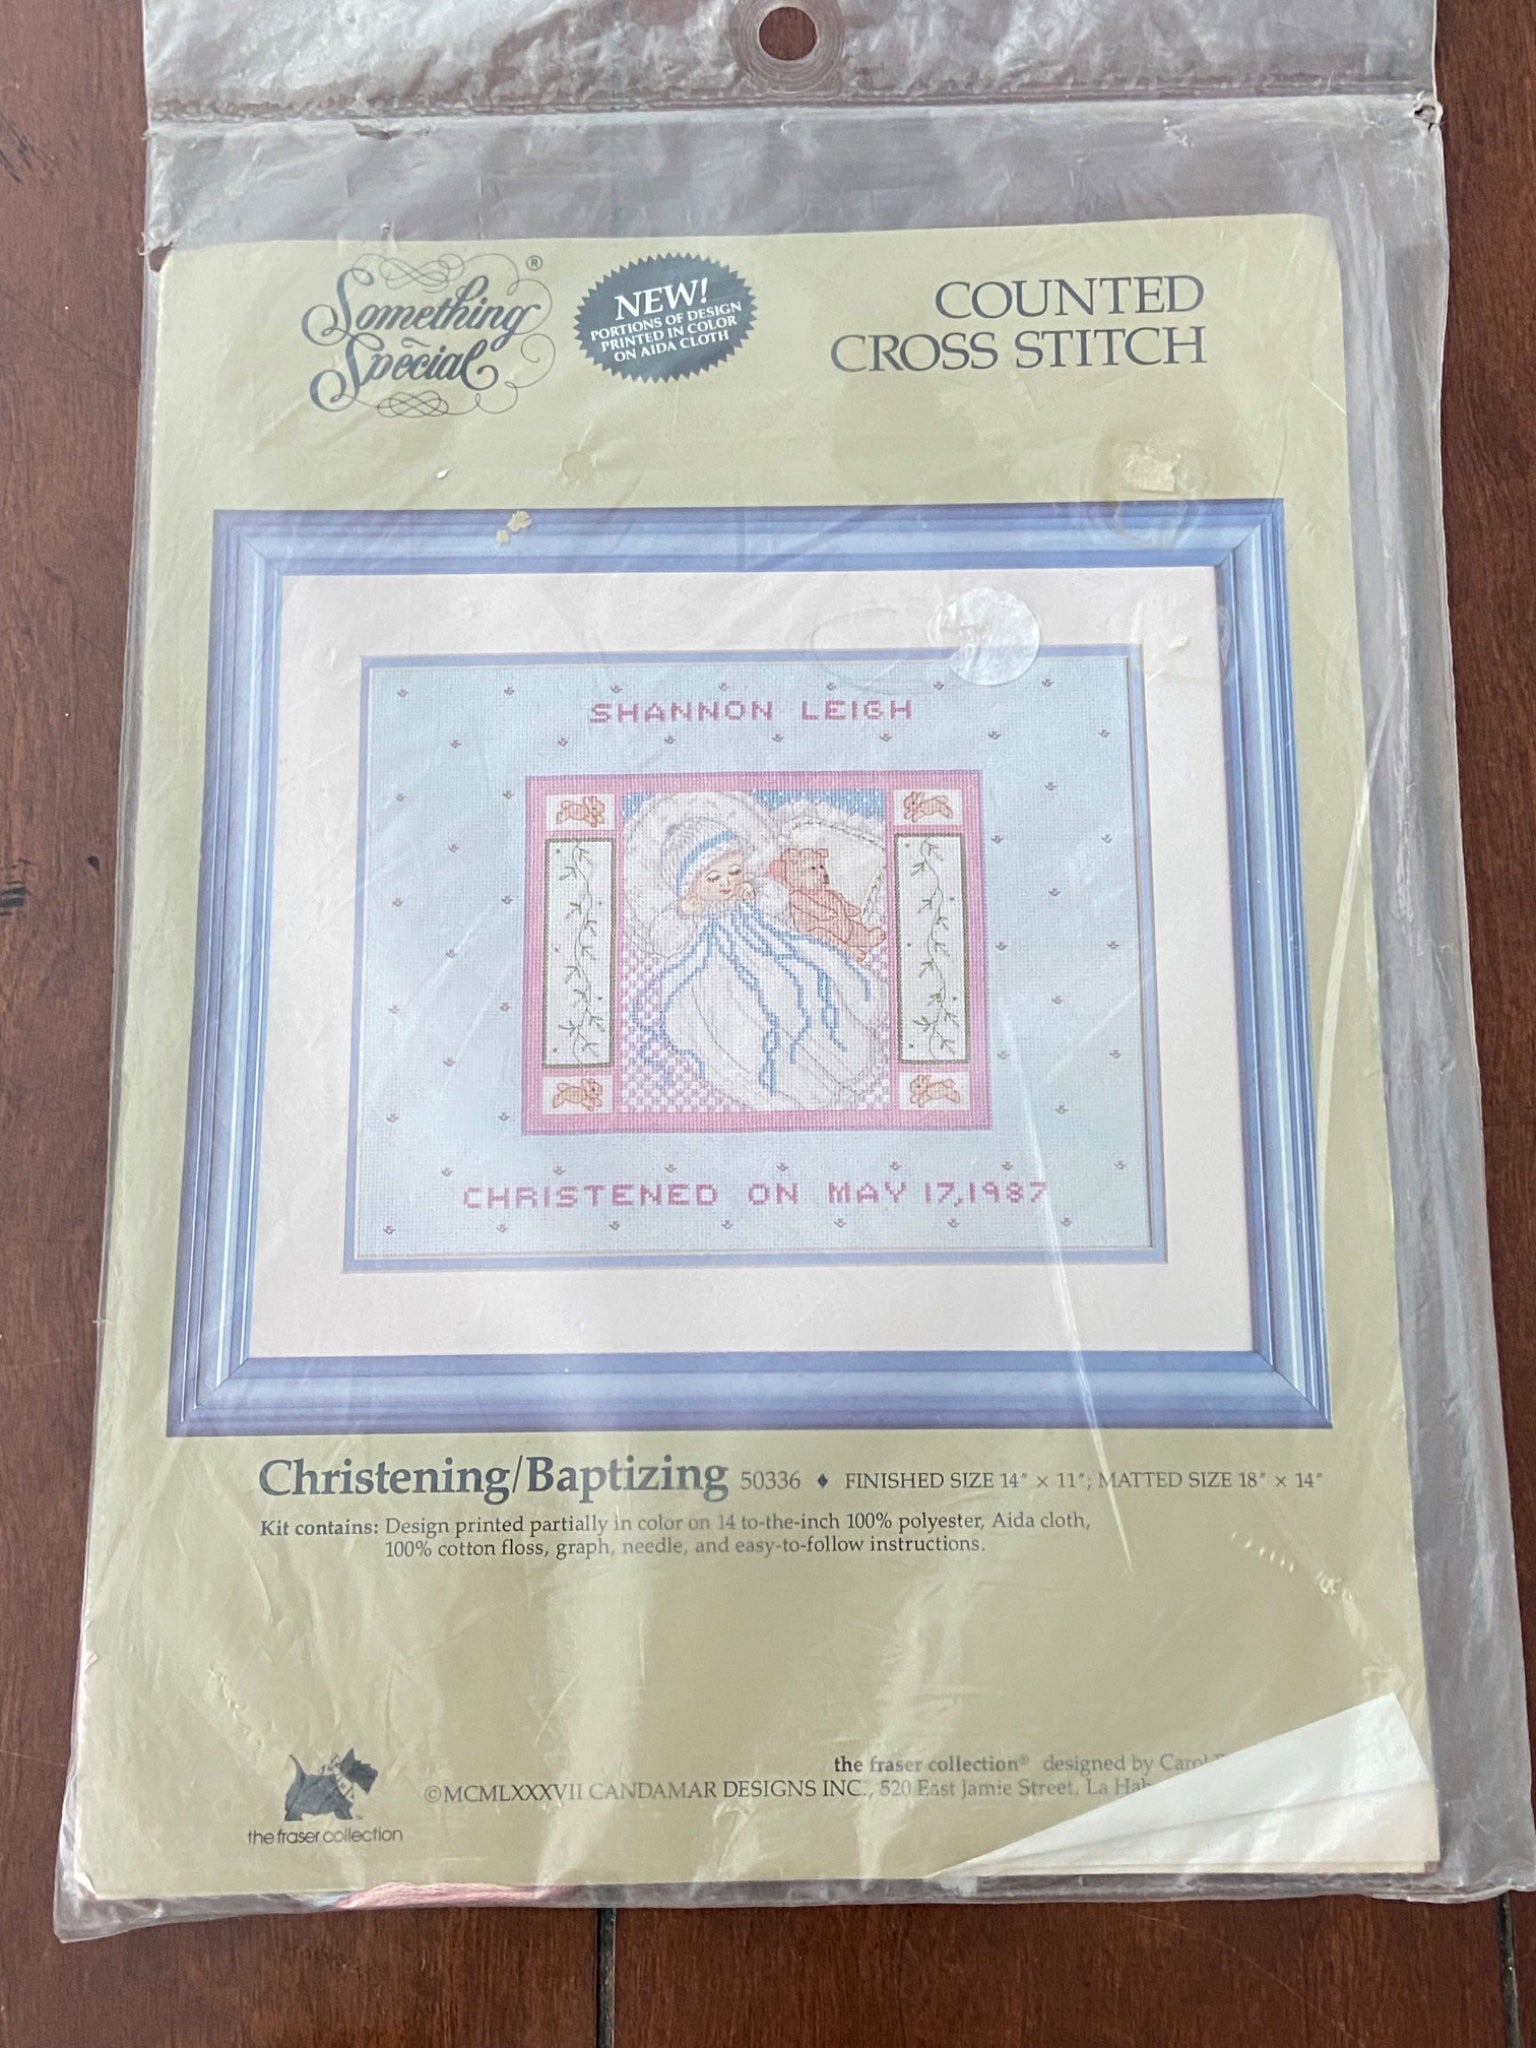 Something
Special
®
NEW!
PORTIONS OF DESIGN
PRINTED IN COLOR
ON AIDA CLOTH
COUNTED
CROSS STITCH
SHANNON LEIGH
CHRISTENED ON MAY 17, 1987
Christening/Baptizing 50336 ♦ FINISHED SIZE 14" × 11"; MATTED SIZE 18" × 14"
Kit contains: Design printed partially in color on 14 to-the-inch 100% polyester, Aida cloth,
100% cotton floss, graph, needle, and easy-to-follow instructions.
the fraser collection® designed by Carol
©MCMLXXXVII CANDAMAR DESIGNS INC., 520 East Jamie Street, La
the fraser collection